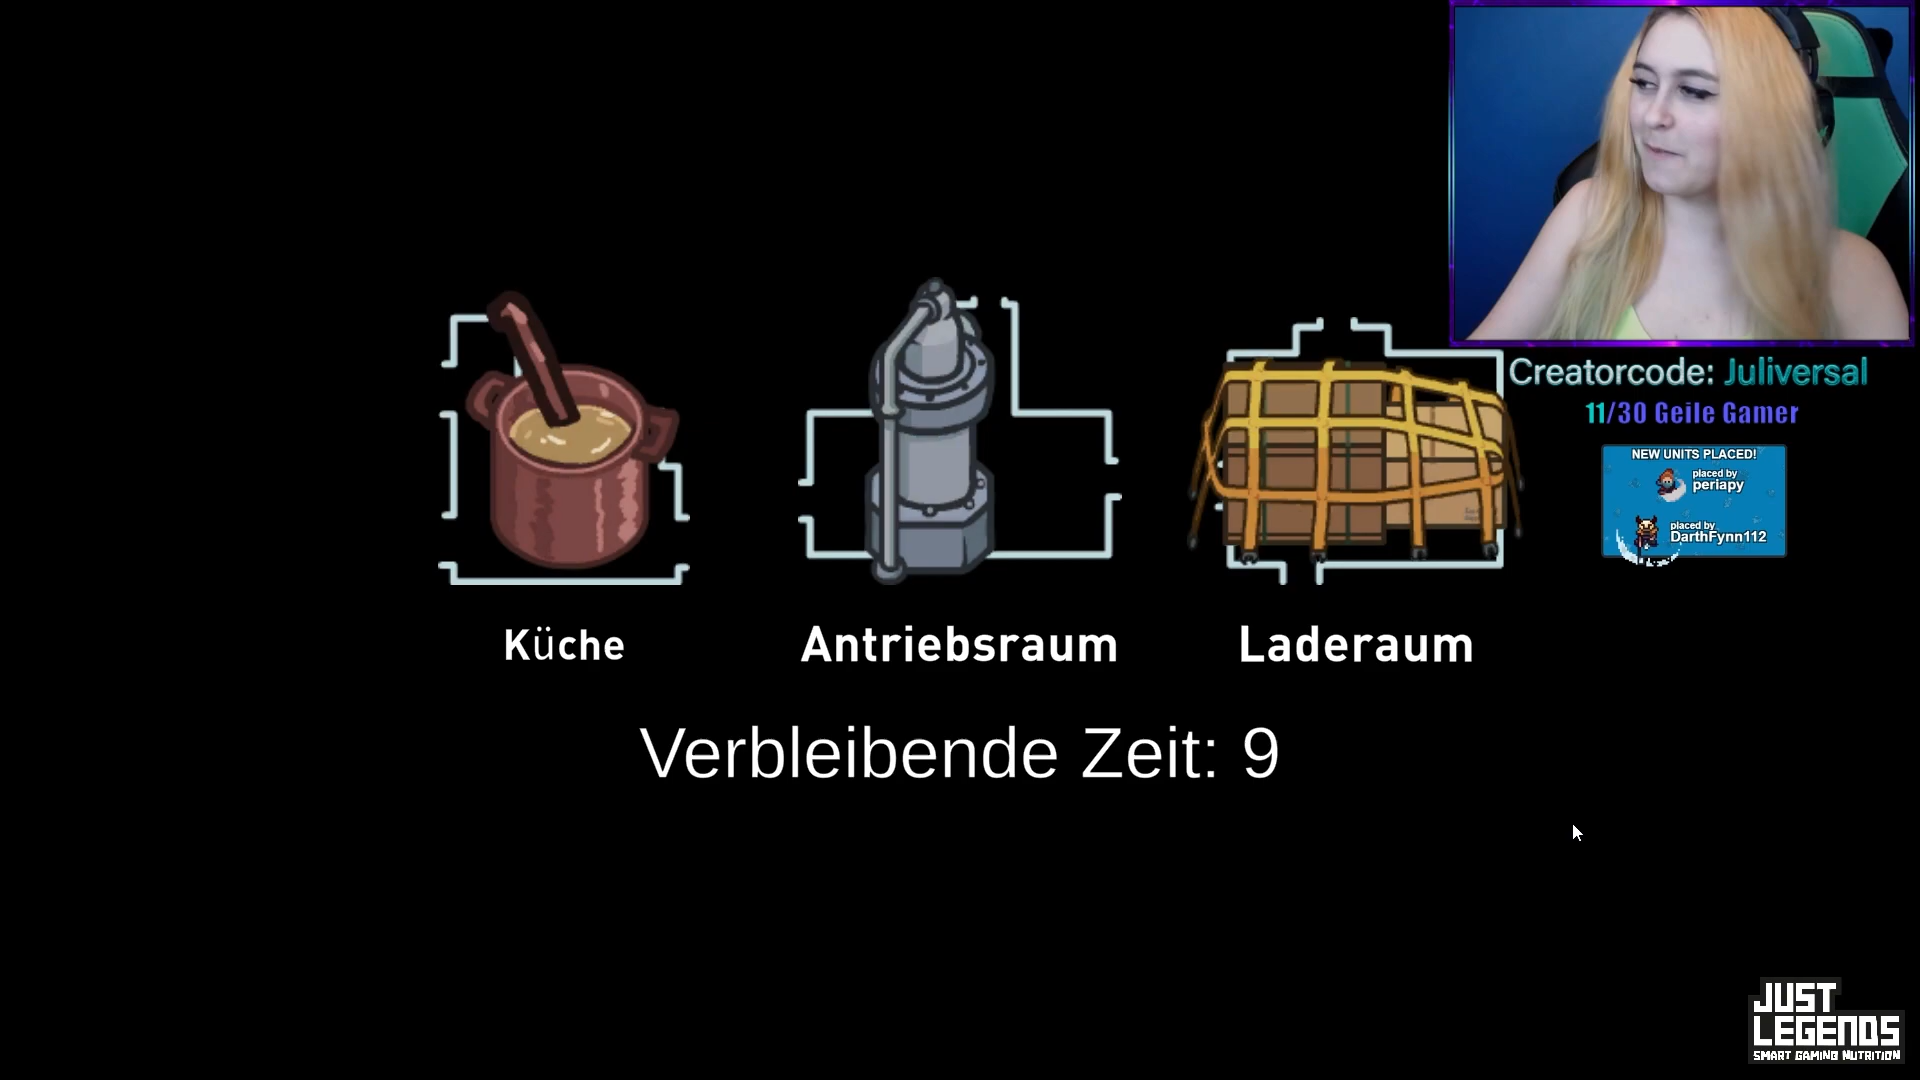 Creatorcode: Juliversal
11/30 Geile Gamer
NEW UNITS PLACED!
placed by
periapy
placed by
DarthFynn112
Küche
Antriebsraum
Laderaum
Verbleibende Zeit: 9
JUST
LEGENDS
SMART GAMING NUTRITION